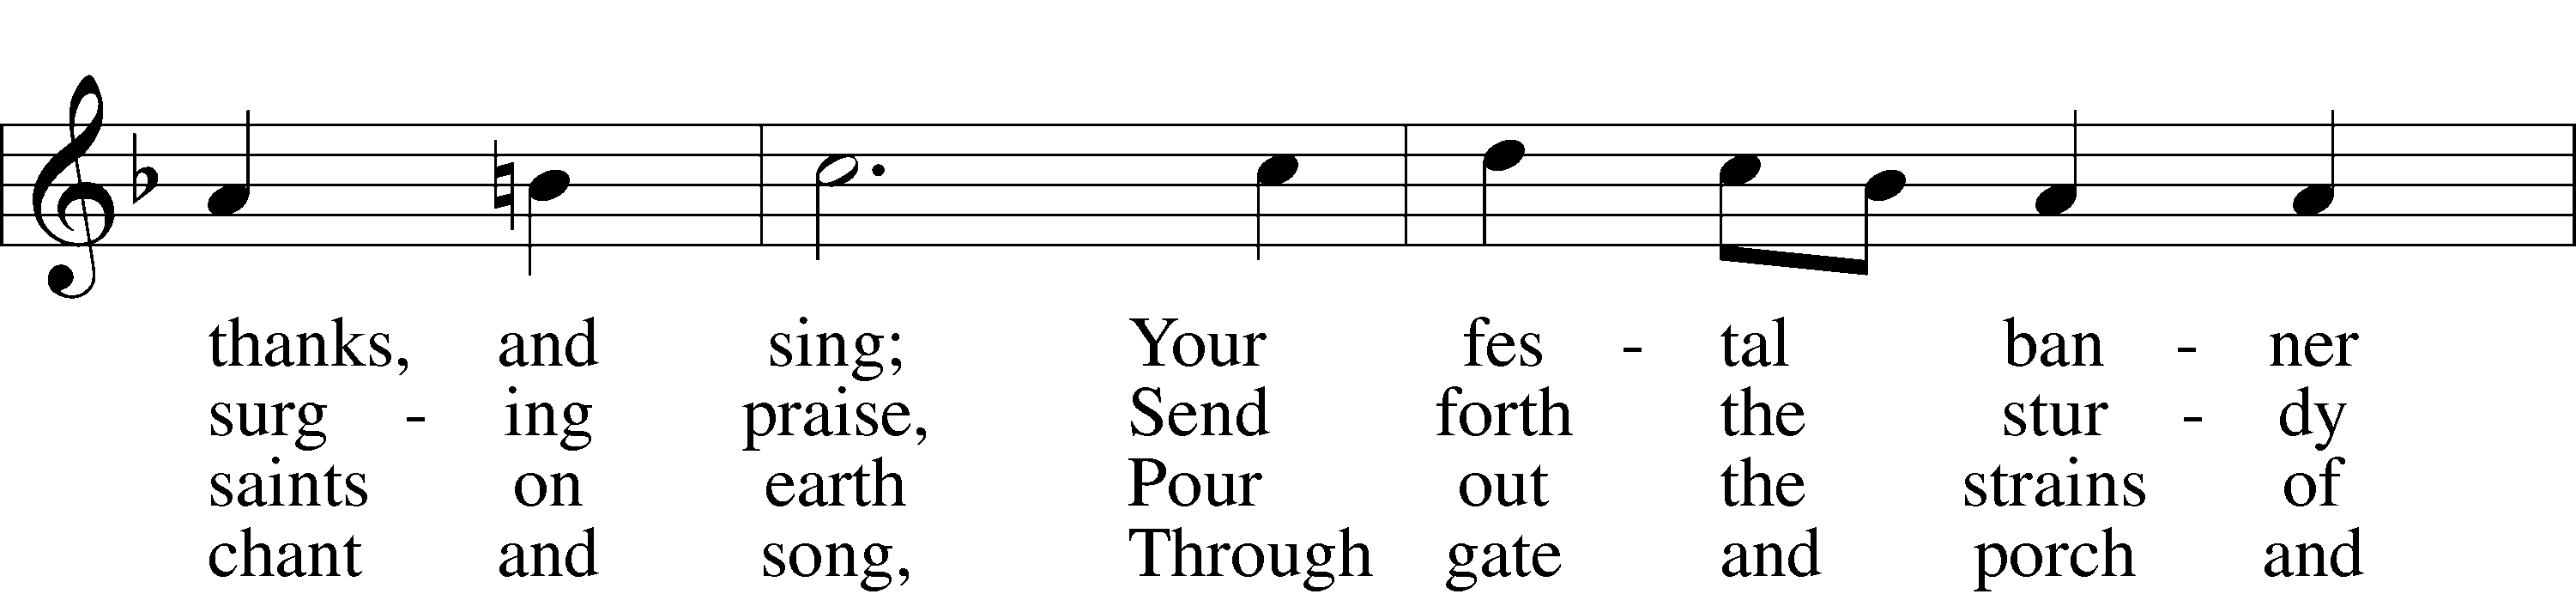 thanks, and sing; Your fes - tal ban - ner
surg - ing praise, Send forth the stur - dy
saints on earth Pour out the strains of
chant and song, Through gate and porch and